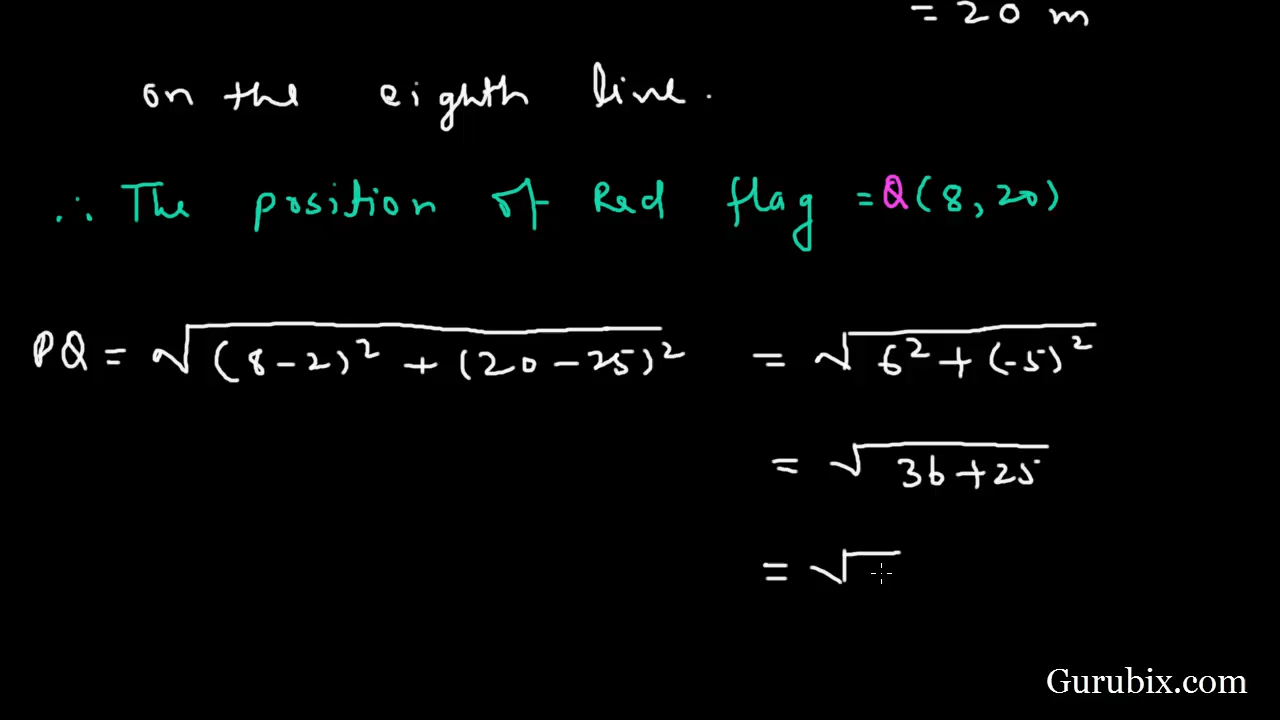 = 20 m
on the eighth line.
∴ The position of Red flag = Q(8, 20)
PQ = √(8-2)² + (20-25)² = √6² + (-5)²
= √36+25
= √
Gurubix.com